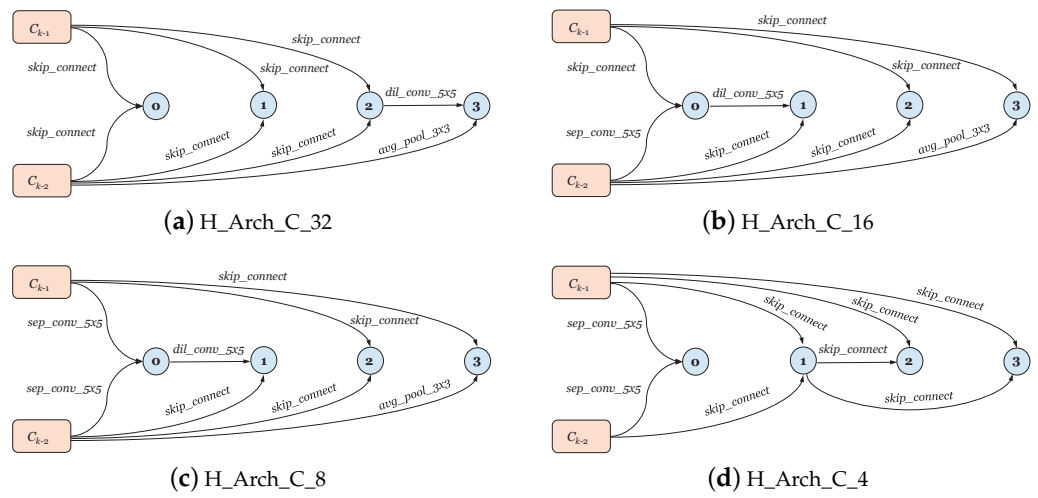 C_{k-1}
skip_connect
skip_connect
skip_connect
dil_conv_5x5
0
1
2
3
skip_connect
skip_connect
skip_connect
avg_pool_3x3
C_{k-2}
(a) H_Arch_C_32
C_{k-1}
skip_connect
skip_connect
skip_connect
dil_conv_5x5
0
1
2
3
sep_conv_5x5
skip_connect
skip_connect
avg_pool_3x3
C_{k-2}
(b) H_Arch_C_16
C_{k-1}
skip_connect
sep_conv_5x5
skip_connect
dil_conv_5x5
0
1
2
3
sep_conv_5x5
skip_connect
skip_connect
avg_pool_3x3
C_{k-2}
(c) H_Arch_C_8
C_{k-1}
skip_connect
skip_connect
skip_connect
sep_conv_5x5
skip_connect
0
1
2
3
sep_conv_5x5
skip_connect
skip_connect
C_{k-2}
(d) H_Arch_C_4